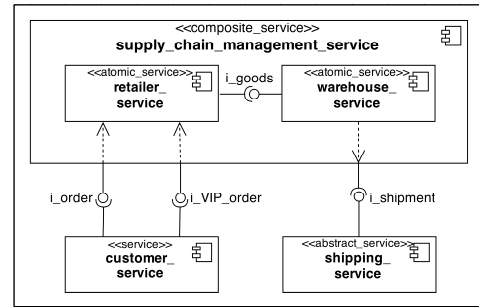 <<composite_service>>
supply_chain_management_service
<<atomic_service>>
retailer_
service
i_goods
<<atomic_service>>
warehouse_
service
i_order
i_VIP_order
i_shipment
<<service>>
customer_
service
<<abstract_service>>
shipping_
service